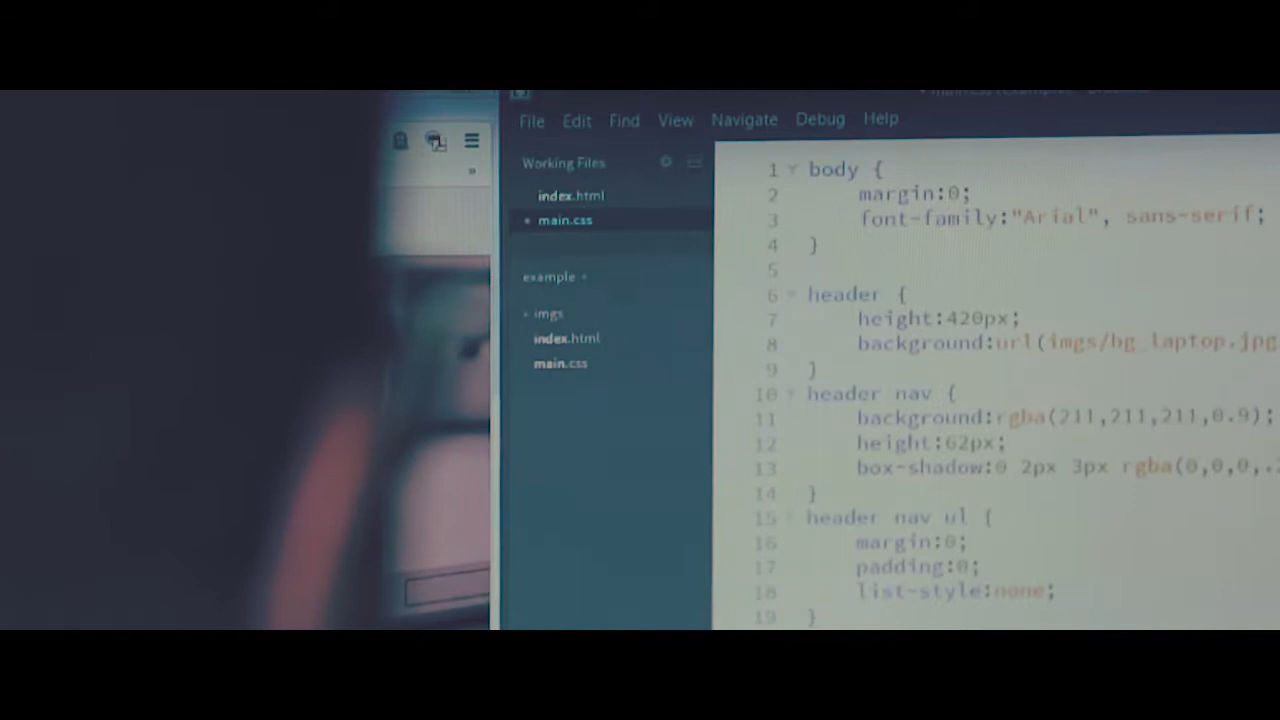 File Edit Find View Navigate Debug Help
Working Files
index.html
main.css
example
imgs
index.html
main.css
1 body {
2 margin:0;
3 font-family:"Arial", sans-serif;
4 }
5
6 header {
7 height:420px;
8 background:url(imgs/bg_laptop.jpg
9 }
10 header nav {
11 background:rgba(211,211,211,0.9);
12 height:62px;
13 box-shadow:0 2px 3px rgba(0,0,0,.2
14 }
15 header nav ul {
16 margin:0;
17 padding:0;
18 list-style:none;
19 }